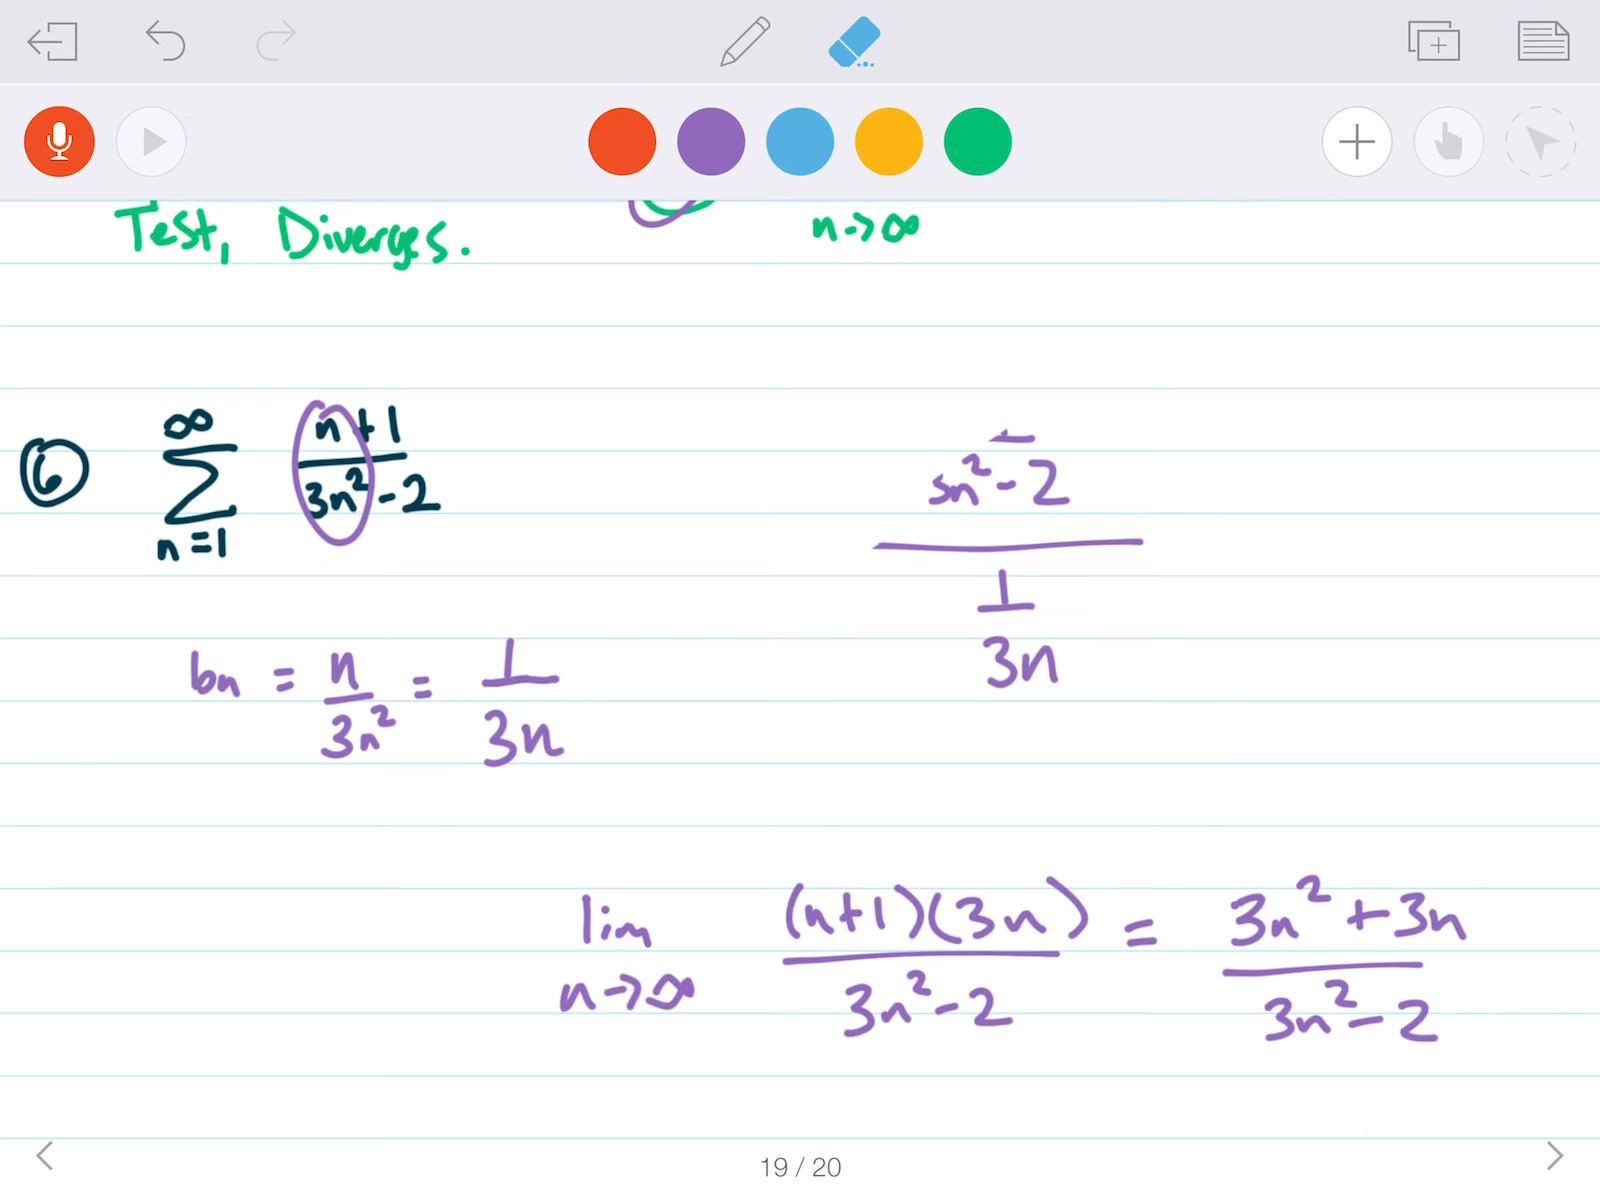 Test, Diverges.
n→∞
⑥ ∞ Σ n=1 n+1 / 3n²-2
sn²-2 / 1 / 3n
bn = n / 3n² = 1 / 3n
lim n→∞ (n+1)(3n) / 3n²-2 = 3n²+3n / 3n²-2
19 / 20